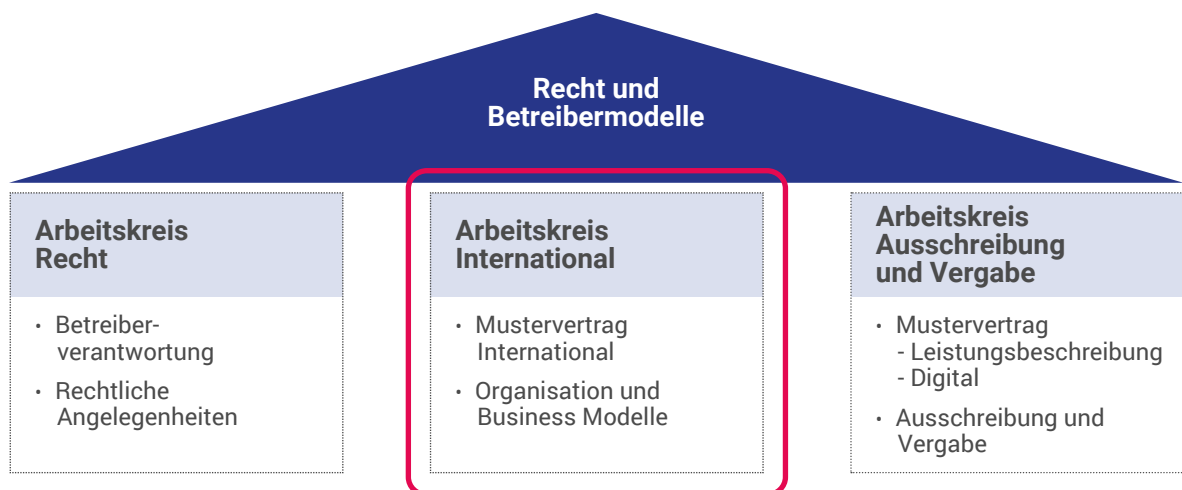 Recht und
Betreibermodelle
Arbeitskreis
Recht
· Betreiber-
verantwortung
· Rechtliche
Angelegenheiten
Arbeitskreis
International
· Mustervertrag
International
· Organisation und
Business Modelle
Arbeitskreis
Ausschreibung
und Vergabe
· Mustervertrag
- Leistungsbeschreibung
- Digital
· Ausschreibung und
Vergabe